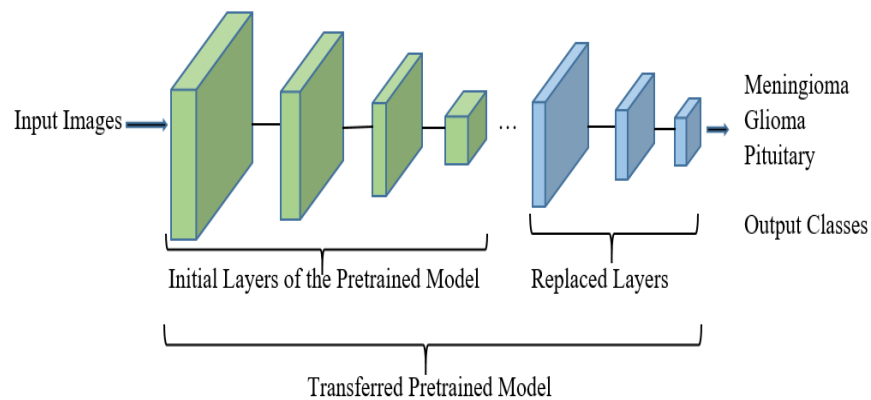 Input Images
...
Meningioma
Glioma
Pituitary
Output Classes
Initial Layers of the Pretrained Model
Replaced Layers
Transferred Pretrained Model